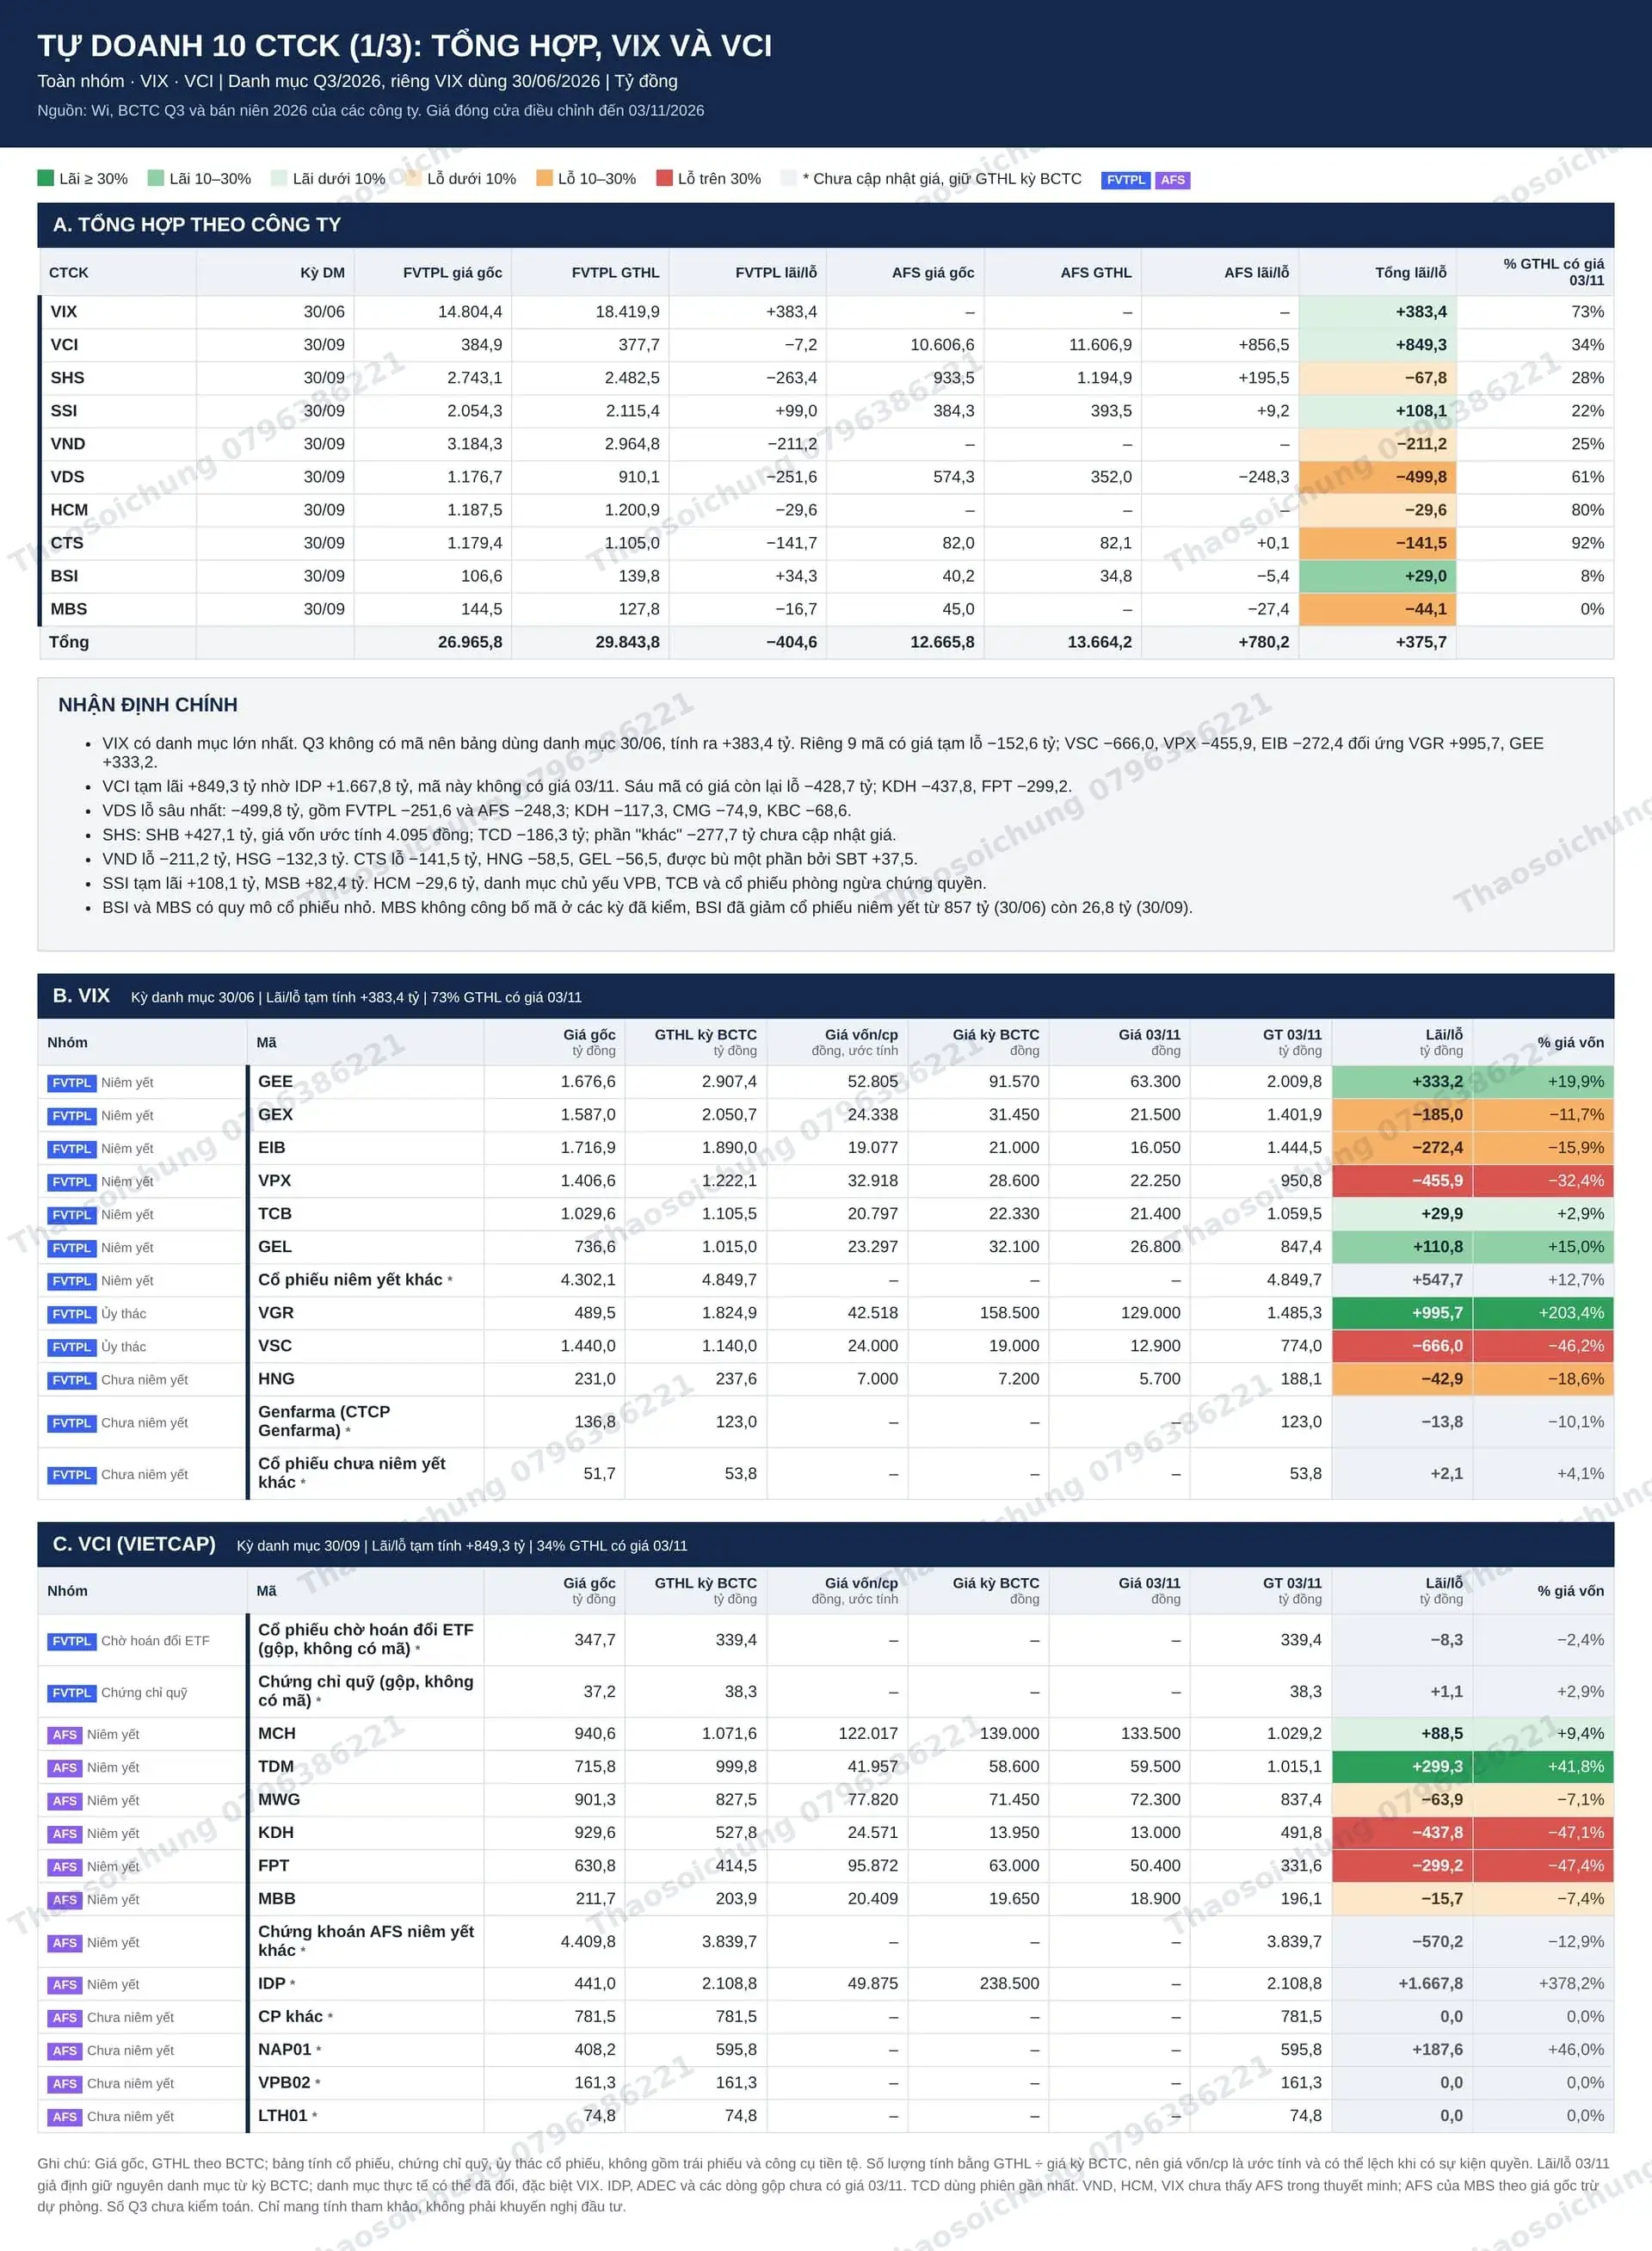 TỰ DOANH 10 CTCK (1/3): TỔNG HỢP, VIX VÀ VCI
Toàn nhóm · VIX · VCI | Danh mục Q3/2026, riêng VIX dùng 30/06/2026 | Tỷ đồng
Nguồn: Wi, BCTC Q3 và bán niên 2026 của các công ty. Giá đóng cửa điều chỉnh đến 03/11/2026
Lãi ≥ 30% Lãi 10–30% Lãi dưới 10% Lỗ dưới 10% Lỗ 10–30% Lỗ trên 30% * Chưa cập nhật giá, giữ GTHL kỳ BCTC FVTPL AFS
A. TỔNG HỢP THEO CÔNG TY
CTCK Kỳ DM FVTPL giá gốc FVTPL GTHL FVTPL lãi/lỗ AFS giá gốc AFS GTHL AFS lãi/lỗ Tổng lãi/lỗ % GTHL có giá 03/11
VIX 30/06 14.804,4 18.419,9 +383,4 – – – +383,4 73%
VCI 30/09 384,9 377,7 −7,2 10.606,6 11.606,9 +856,5 +849,3 34%
SHS 30/09 2.743,1 2.482,5 −263,4 933,5 1.194,9 +195,5 −67,8 28%
SSI 30/09 2.054,3 2.115,4 +99,0 384,3 393,5 +9,2 +108,1 22%
VND 30/09 3.184,3 2.964,8 −211,2 – – – −211,2 25%
VDS 30/09 1.176,7 910,1 −251,6 574,3 352,0 −248,3 −499,8 61%
HCM 30/09 1.187,5 1.200,9 −29,6 – – – −29,6 80%
CTS 30/09 1.179,4 1.105,0 −141,7 82,0 82,1 +0,1 −141,5 92%
BSI 30/09 106,6 139,8 +34,3 40,2 34,8 −5,4 +29,0 8%
MBS 30/09 144,5 127,8 −16,7 45,0 – −27,4 −44,1 0%
Tổng 26.965,8 29.843,8 −404,6 12.665,8 13.664,2 +780,2 +375,7
NHẬN ĐỊNH CHÍNH
• VIX có danh mục lớn nhất. Q3 không có mã nên bảng dùng danh mục 30/06, tính ra +383,4 tỷ. Riêng 9 mã có giá tạm lỗ −152,6 tỷ; VSC −666,0, VPX −455,9, EIB −272,4 đối ứng VGR +995,7, GEE
+333,2.
• VCI tạm lãi +849,3 tỷ nhờ IDP +1.667,8 tỷ, mã này không có giá 03/11. Sáu mã có giá còn lại lỗ −428,7 tỷ; KDH −437,8, FPT −299,2.
• VDS lỗ sâu nhất: −499,8 tỷ, gồm FVTPL −251,6 và AFS −248,3; KDH −117,3, CMG −74,9, KBC −68,6.
• SHS: SHB +427,1 tỷ, giá vốn ước tính 4.095 đồng; TCD −186,3 tỷ; phần "khác" −277,7 tỷ chưa cập nhật giá.
• VND lỗ −211,2 tỷ, HSG −132,3 tỷ. CTS lỗ −141,5 tỷ, HNG −58,5, GEL −56,5, được bù một phần bởi SBT +37,5.
• SSI tạm lãi +108,1 tỷ, MSB +82,4 tỷ. HCM −29,6 tỷ, danh mục chủ yếu VPB, TCB và cổ phiếu phòng ngừa chứng quyền.
• BSI và MBS có quy mô cổ phiếu nhỏ. MBS không công bố mã ở các kỳ đã kiểm, BSI đã giảm cổ phiếu niêm yết từ 857 tỷ (30/06) còn 26,8 tỷ (30/09).
B. VIX Kỳ danh mục 30/06 | Lãi/lỗ tạm tính +383,4 tỷ | 73% GTHL có giá 03/11
Nhóm Mã Giá gốc GTHL kỳ BCTC Giá vốn/cp Giá kỳ BCTC Giá 03/11 GT 03/11 Lãi/lỗ % giá vốn
tỷ đồng tỷ đồng đồng, ước tính đồng đồng tỷ đồng tỷ đồng
FVTPL Niêm yết GEE 1.676,6 2.907,4 52.805 91.570 63.300 2.009,8 +333,2 +19,9%
FVTPL Niêm yết GEX 1.587,0 2.050,7 24.338 31.450 21.500 1.401,9 −185,0 −11,7%
FVTPL Niêm yết EIB 1.716,9 1.890,0 19.077 21.000 16.050 1.444,5 −272,4 −15,9%
FVTPL Niêm yết VPX 1.406,6 1.222,1 32.918 28.600 22.250 950,8 −455,9 −32,4%
FVTPL Niêm yết TCB 1.029,6 1.105,5 20.797 22.330 21.400 1.059,5 +29,9 +2,9%
FVTPL Niêm yết GEL 736,6 1.015,0 23.297 32.100 26.800 847,4 +110,8 +15,0%
FVTPL Niêm yết Cổ phiếu niêm yết khác * 4.302,1 4.849,7 – – – 4.849,7 +547,7 +12,7%
FVTPL Ủy thác VGR 489,5 1.824,9 42.518 158.500 129.000 1.485,3 +995,7 +203,4%
FVTPL Ủy thác VSC 1.440,0 1.140,0 24.000 19.000 12.900 774,0 −666,0 −46,2%
FVTPL Chưa niêm yết HNG 231,0 237,6 7.000 7.200 5.700 188,1 −42,9 −18,6%
FVTPL Chưa niêm yết Genfarma (CTCP Genfarma) * 136,8 123,0 – – – 123,0 −13,8 −10,1%
FVTPL Chưa niêm yết Cổ phiếu chưa niêm yết khác * 51,7 53,8 – – – 53,8 +2,1 +4,1%
C. VCI (VIETCAP) Kỳ danh mục 30/09 | Lãi/lỗ tạm tính +849,3 tỷ | 34% GTHL có giá 03/11
Nhóm Mã Giá gốc GTHL kỳ BCTC Giá vốn/cp Giá kỳ BCTC Giá 03/11 GT 03/11 Lãi/lỗ % giá vốn
tỷ đồng tỷ đồng đồng, ước tính đồng đồng tỷ đồng tỷ đồng
FVTPL Chờ hoán đổi ETF Cổ phiếu chờ hoán đổi ETF (gộp, không có mã) * 347,7 339,4 – – – 339,4 −8,3 −2,4%
FVTPL Chứng chỉ quỹ Chứng chỉ quỹ (gộp, không có mã) * 37,2 38,3 – – – 38,3 +1,1 +2,9%
AFS Niêm yết MCH 940,6 1.071,6 122.017 139.000 133.500 1.029,2 +88,5 +9,4%
AFS Niêm yết TDM 715,8 999,8 41.957 58.600 59.500 1.015,1 +299,3 +41,8%
AFS Niêm yết MWG 901,3 827,5 77.820 71.450 72.300 837,4 −63,9 −7,1%
AFS Niêm yết KDH 929,6 527,8 24.571 13.950 13.000 491,8 −437,8 −47,1%
AFS Niêm yết FPT 630,8 414,5 95.872 63.000 50.400 331,6 −299,2 −47,4%
AFS Niêm yết MBB 211,7 203,9 20.409 19.650 18.900 196,1 −15,7 −7,4%
AFS Niêm yết Chứng khoán AFS niêm yết khác * 4.409,8 3.839,7 – – – 3.839,7 −570,2 −12,9%
AFS Niêm yết IDP * 441,0 2.108,8 49.875 238.500 – 2.108,8 +1.667,8 +378,2%
AFS Chưa niêm yết CP khác * 781,5 781,5 – – – 781,5 0,0 0,0%
AFS Chưa niêm yết NAP01 * 408,2 595,8 – – – 595,8 +187,6 +46,0%
AFS Chưa niêm yết VPB02 * 161,3 161,3 – – – 161,3 0,0 0,0%
AFS Chưa niêm yết LTH01 * 74,8 74,8 – – – 74,8 0,0 0,0%
Ghi chú: Giá gốc, GTHL theo BCTC; bảng tính cổ phiếu, chứng chỉ quỹ, ủy thác cổ phiếu, không gồm trái phiếu và công cụ tiền tệ. Số lượng tính bằng GTHL ÷ giá kỳ BCTC, nên giá vốn/cp là ước tính và có thể lệch khi có sự kiện quyền. Lãi/lỗ 03/11
giả định giữ nguyên danh mục từ kỳ BCTC; danh mục thực tế có thể đã đổi, đặc biệt VIX. IDP, ADEC và các dòng gộp chưa có giá 03/11. TCD dùng phiên gần nhất. VND, HCM, VIX chưa thấy AFS trong thuyết minh; AFS của MBS theo giá gốc trừ
dự phòng. Số Q3 chưa kiểm toán. Chỉ mang tính tham khảo, không phải khuyến nghị đầu tư.
Thaosoichung 0796386221